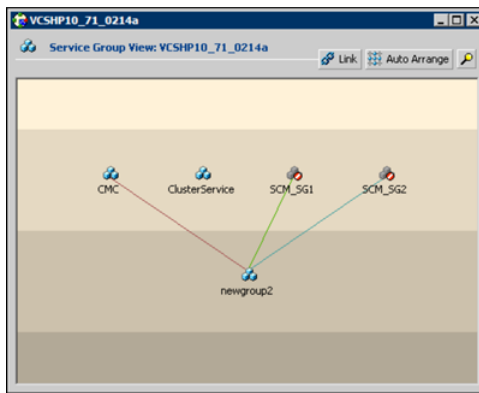 VCSHP10_71_0214a
Service Group View: VCSHP10_71_0214a
Link Auto Arrange
CMC ClusterService SCM_SG1 SCM_SG2
newgroup2